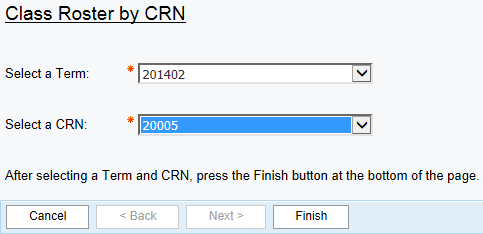 Class Roster by CRN
Select a Term: * 201402
Select a CRN: * 20005
After selecting a Term and CRN, press the Finish button at the bottom of the page.
Cancel < Back Next > Finish